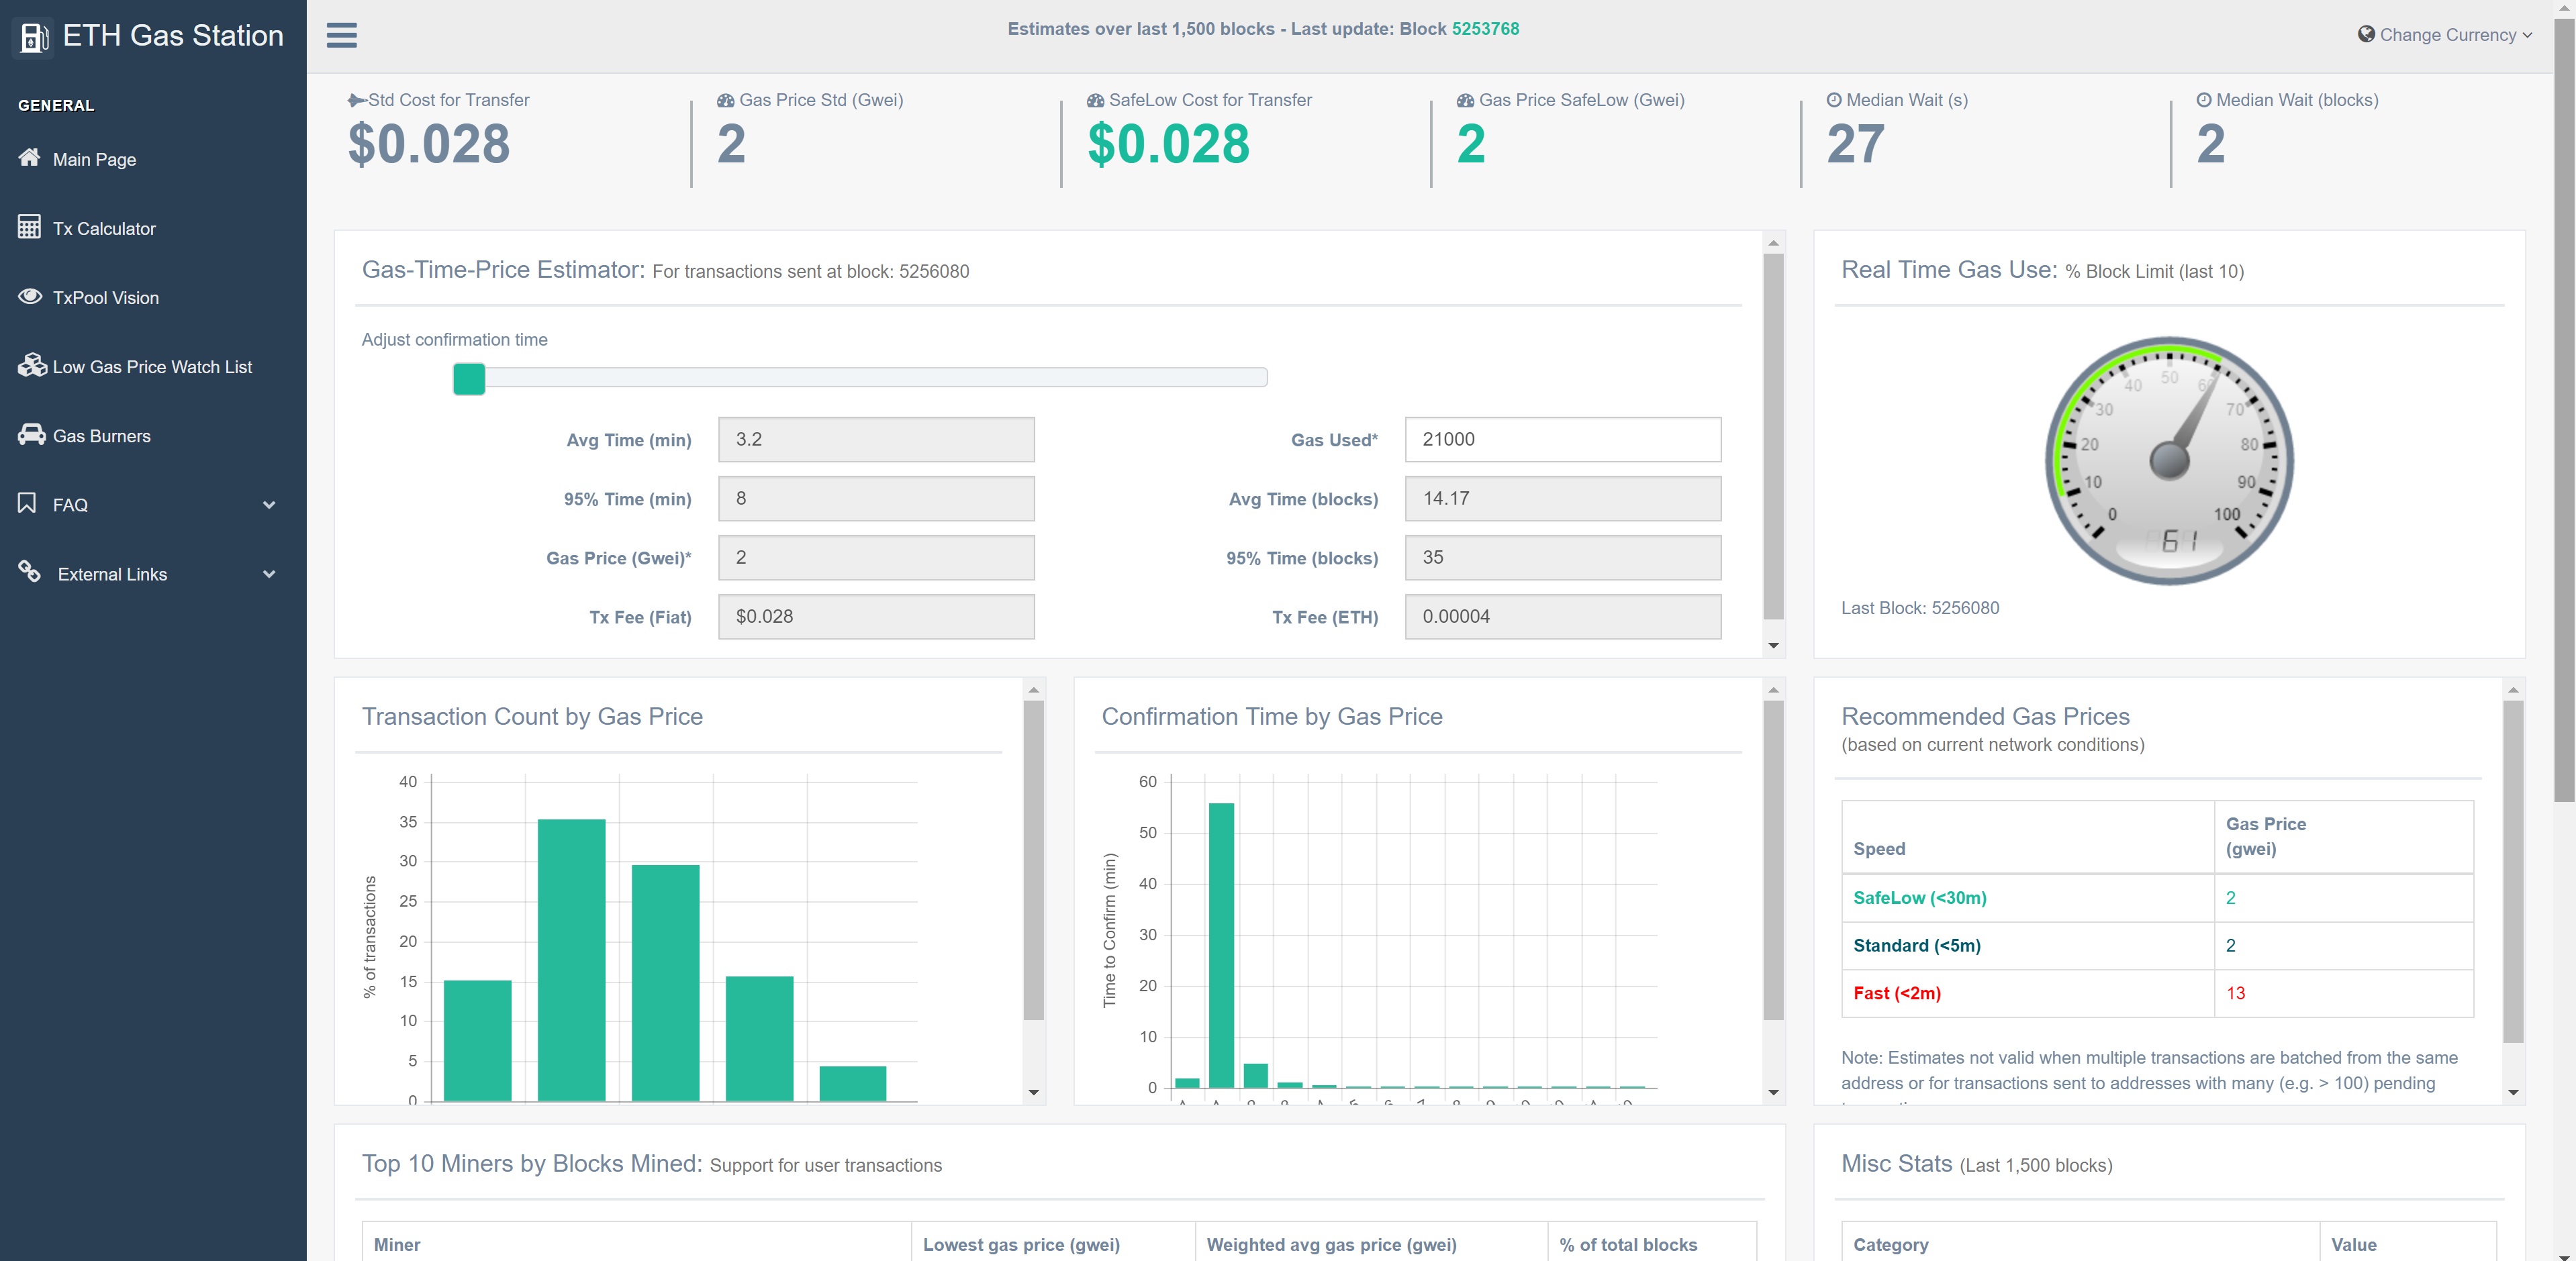 ETH Gas Station
Estimates over last 1,500 blocks - Last update: Block 5253768
Change Currency
GENERAL
Main Page
Tx Calculator
TxPool Vision
Low Gas Price Watch List
Gas Burners
FAQ
External Links
Std Cost for Transfer
$0.028
Gas Price Std (Gwei)
2
SafeLow Cost for Transfer
$0.028
Gas Price SafeLow (Gwei)
2
Median Wait (s)
27
Median Wait (blocks)
2
Gas-Time-Price Estimator: For transactions sent at block: 5256080
Adjust confirmation time
Avg Time (min) 3.2
Gas Used* 21000
95% Time (min) 8
Avg Time (blocks) 14.17
Gas Price (Gwei)* 2
95% Time (blocks) 35
Tx Fee (Fiat) $0.028
Tx Fee (ETH) 0.00004
Real Time Gas Use: % Block Limit (last 10)
0 10 20 30 40 50 60 70 80 90 100
61
Last Block: 5256080
Transaction Count by Gas Price
% of transactions
40
35
30
25
20
15
10
5
0
Confirmation Time by Gas Price
Time to Confirm (min)
60
50
40
30
20
10
0
Recommended Gas Prices
(based on current network conditions)
Speed Gas Price (gwei)
SafeLow (<30m) 2
Standard (<5m) 2
Fast (<2m) 13
Note: Estimates not valid when multiple transactions are batched from the same
address or for transactions sent to addresses with many (e.g. > 100) pending
Top 10 Miners by Blocks Mined: Support for user transactions
Miner Lowest gas price (gwei) Weighted avg gas price (gwei) % of total blocks
Misc Stats (Last 1,500 blocks)
Category Value